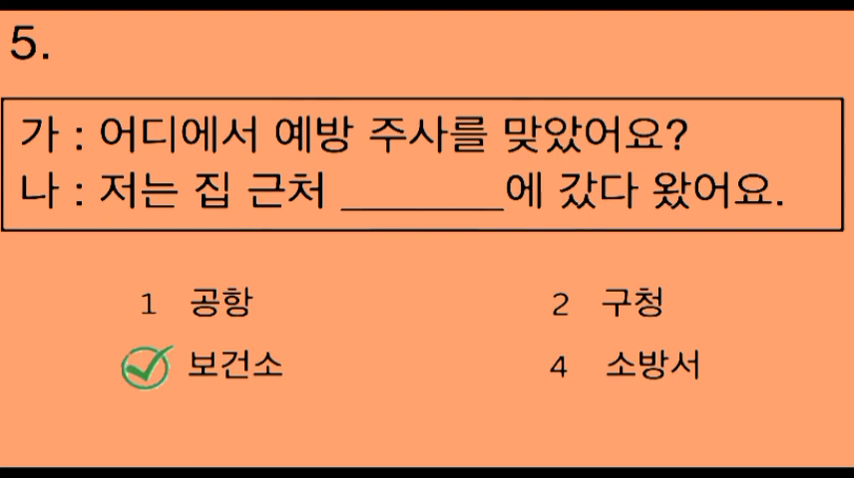 5.
가 : 어디에서 예방 주사를 맞았어요?
나 : 저는 집 근처 ________에 갔다 왔어요.
1 공항 2 구청
보건소 4 소방서